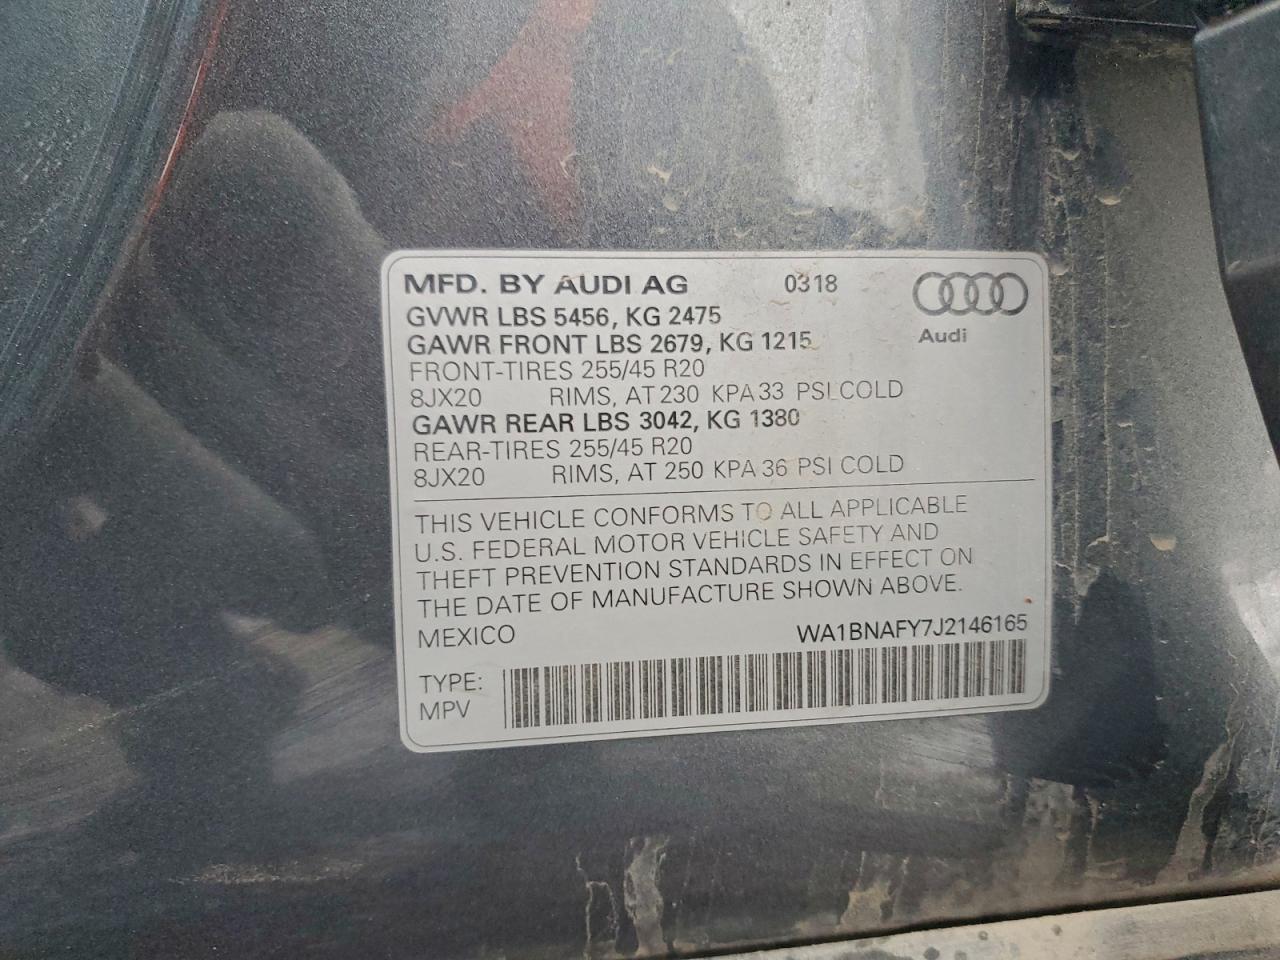 MFD. BY AUDI AG 0318
GVWR LBS 5456, KG 2475
GAWR FRONT LBS 2679, KG 1215
FRONT-TIRES 255/45 R20
8JX20 RIMS, AT 230 KPA 33 PSI COLD
GAWR REAR LBS 3042, KG 1380
REAR-TIRES 255/45 R20
8JX20 RIMS, AT 250 KPA 36 PSI COLD
Audi
THIS VEHICLE CONFORMS TO ALL APPLICABLE
U.S. FEDERAL MOTOR VEHICLE SAFETY AND
THEFT PREVENTION STANDARDS IN EFFECT ON
THE DATE OF MANUFACTURE SHOWN ABOVE.
MEXICO WA1BNAFY7J2146165
TYPE:
MPV